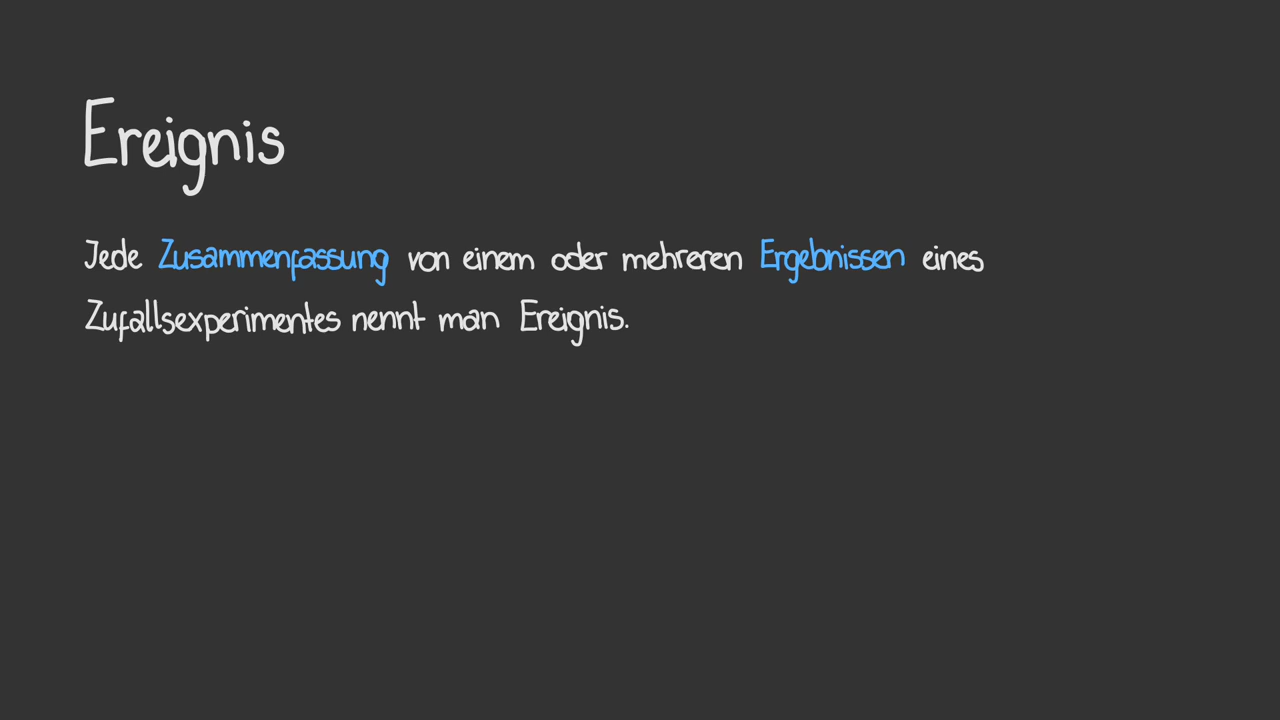 Ereignis
Jede Zusammenfassung von einem oder mehreren Ergebnissen eines
Zufallsexperimentes nennt man Ereignis.